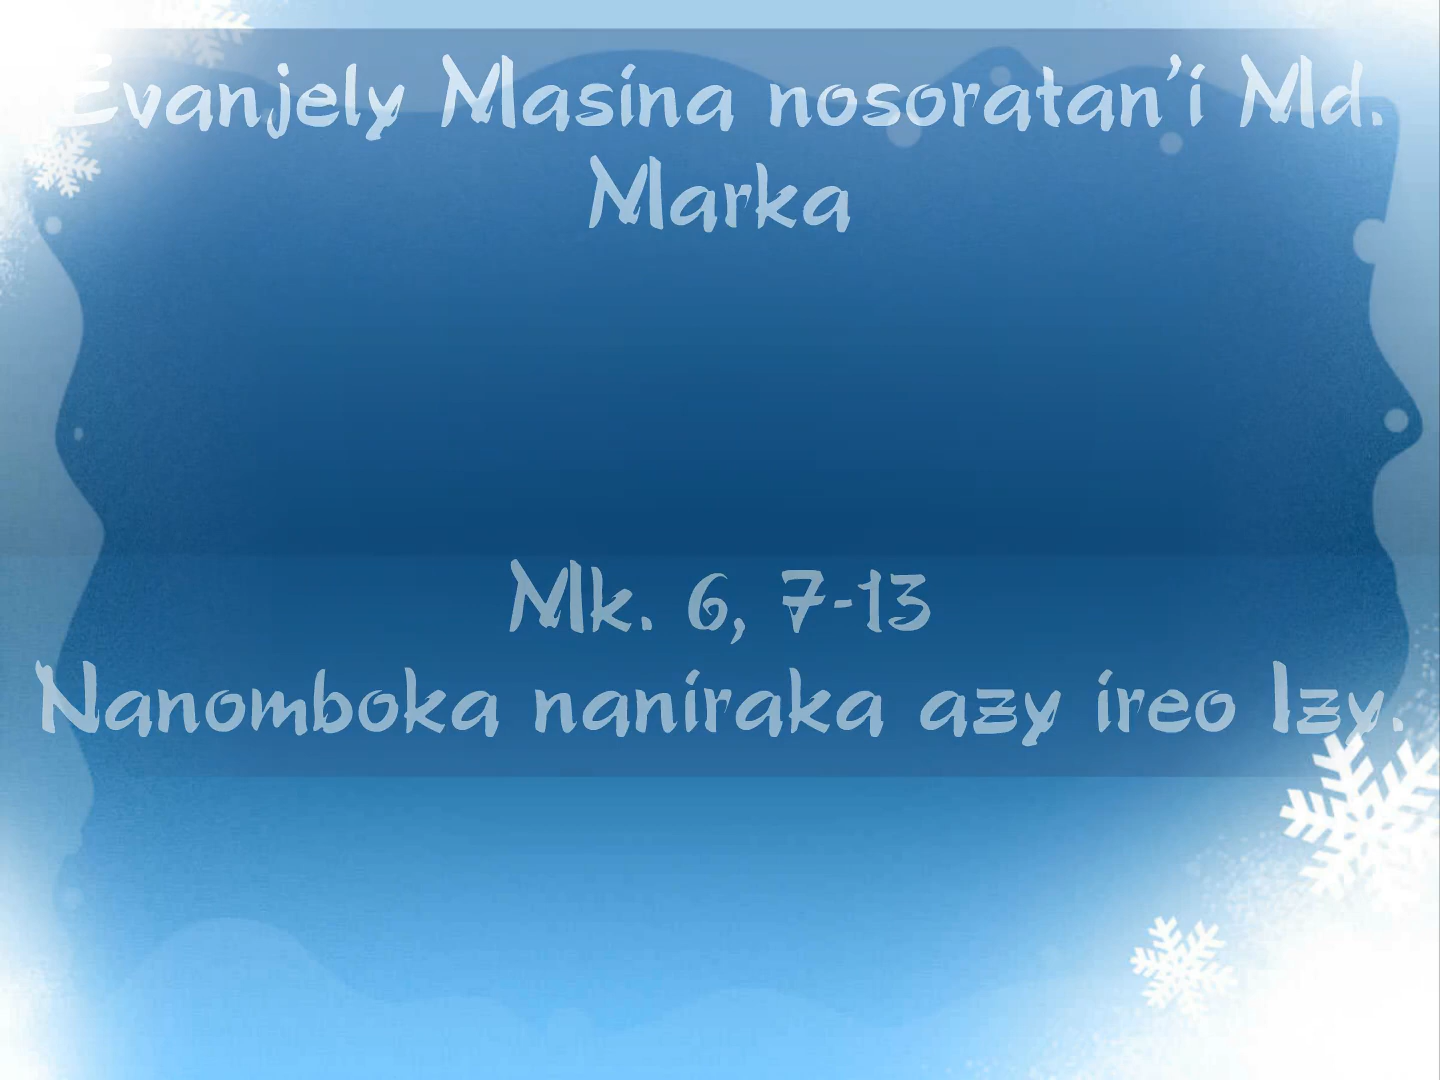 Evanjely Masina nosoratan'i Md.
Marka
Mk. 6, 7-13
Nanomboka naniraka azy ireo Izy.